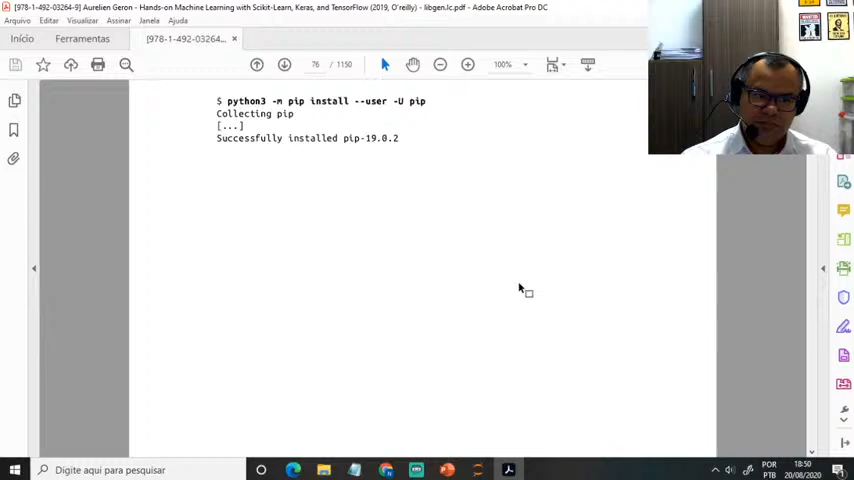 [978-1-492-03264-9] Aurelien Geron - Hands-on Machine Learning with Scikit-Learn, Keras, and TensorFlow (2019, O'reilly) - libgen.lc.pdf - Adobe Acrobat Pro DC
Arquivo Editar Visualizar Assinar Janela Ajuda
Início Ferramentas [978-1-492-03264... ×
76 / 1150 100%
$ python3 -m pip install --user -U pip
Collecting pip
[...]
Successfully installed pip-19.0.2
Digite aqui para pesquisar
POR
PTB
18:50
20/08/2020